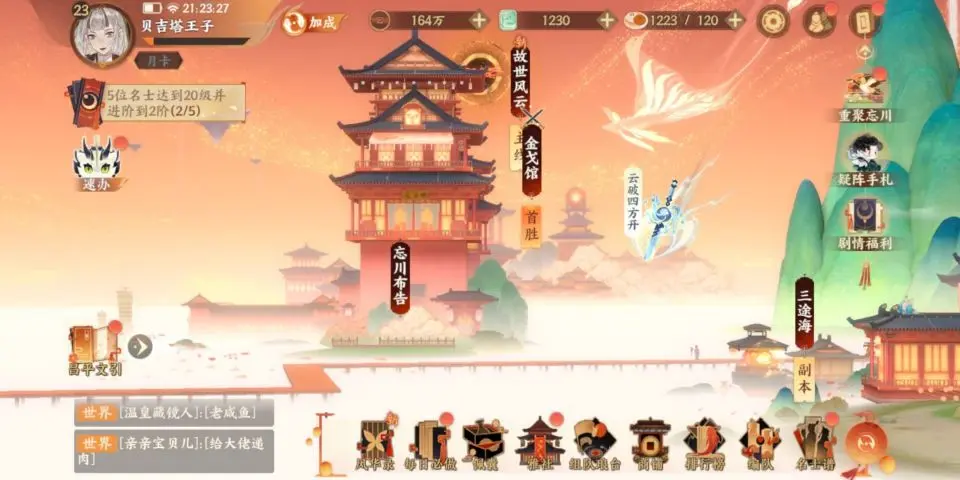 23
21:23:27
贝吉塔王子
月卡
加成
164万
1230
1223 / 120
5位名士达到20级并
进阶到2阶(2/5)
速办
故世风云
主线
金戈馆
首胜
云破四方开
重聚忘川
疑阵手札
剧情福利
忘川布告
三途海
副本
昌平文引
世界 [温皇藏镜人]:[老咸鱼]
世界 [亲亲宝贝儿]:[给大佬递
肉]
风华录
每日必做
雅社
组队琅台
商铺
排行榜
编队
名士谱